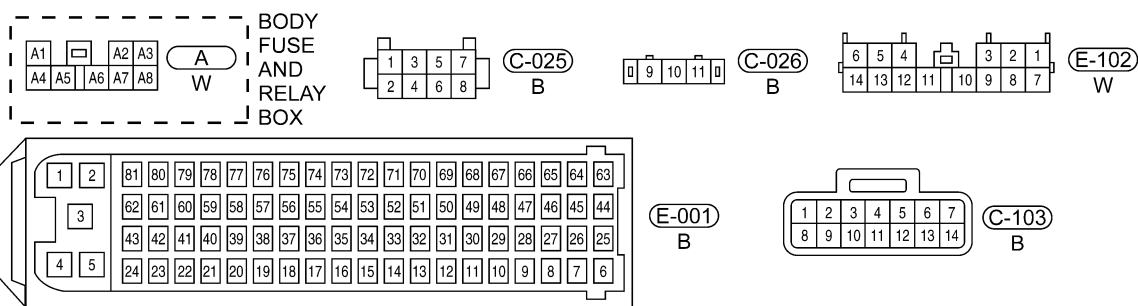 BODY
FUSE
AND
RELAY
BOX
A1 A2 A3
A4 A5 A6 A7 A8
A
W
1 3 5 7
2 4 6 8
C-025
B
9 10 11
C-026
B
6 5 4 3 2 1
14 13 12 11 10 9 8 7
E-102
W
1 2
3
4 5
81 80 79 78 77 76 75 74 73 72 71 70 69 68 67 66 65 64 63
62 61 60 59 58 57 56 55 54 53 52 51 50 49 48 47 46 45 44
43 42 41 40 39 38 37 36 35 34 33 32 31 30 29 28 27 26 25
24 23 22 21 20 19 18 17 16 15 14 13 12 11 10 9 8 7 6
E-001
B
1 2 3 4 5 6 7
8 9 10 11 12 13 14
C-103
B